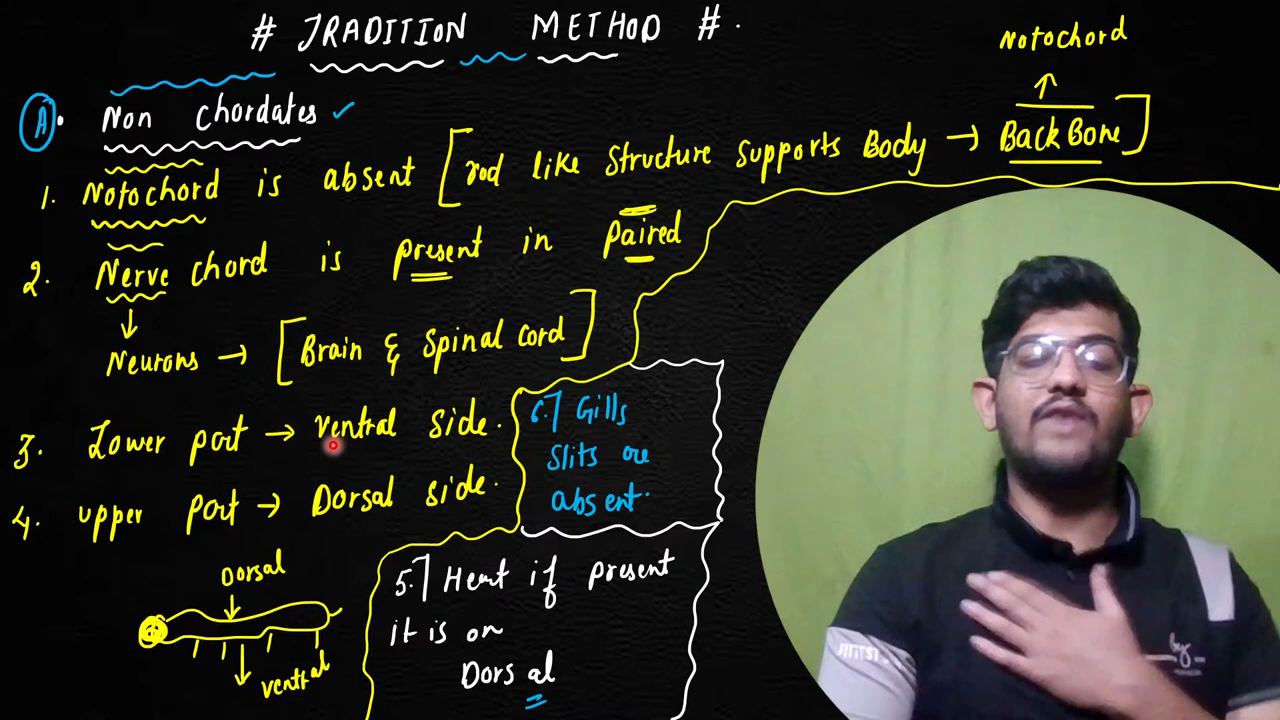 # TRADITION METHOD #.
Notochord
A. Non Chordates ✓
1. Notochord is absent [rod like Structure Supports Body → BackBone]
2. Nerve chord is present in paired
Neurons → [Brain & Spinal Cord]
3. Lower part → ventral side.
4. upper part → Dorsal side.
6.] Gills
Slits are
absent.
Dorsal
ventral
5.] Heart if present
it is on
Dorsal
by